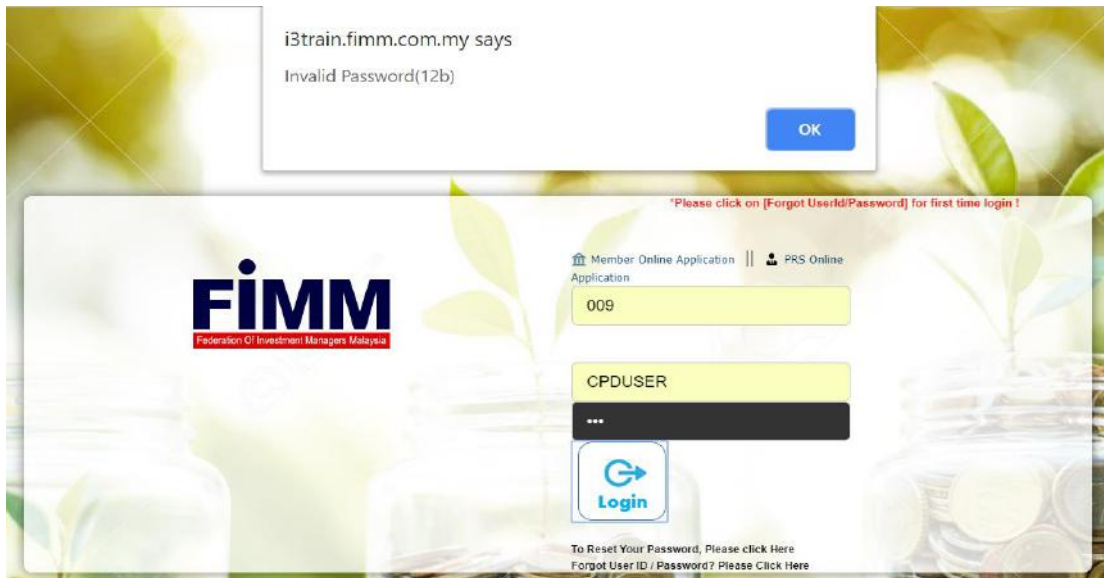 i3train.fimm.com.my says
Invalid Password(12b)
OK
*Please click on [Forgot UserId/Password] for first time login !
Member Online Application || PRS Online
Application
FiMM
Federation Of Investment Managers Malaysia
009
CPDUSER
•••
Login
To Reset Your Password, Please click Here
Forgot User ID / Password? Please Click Here